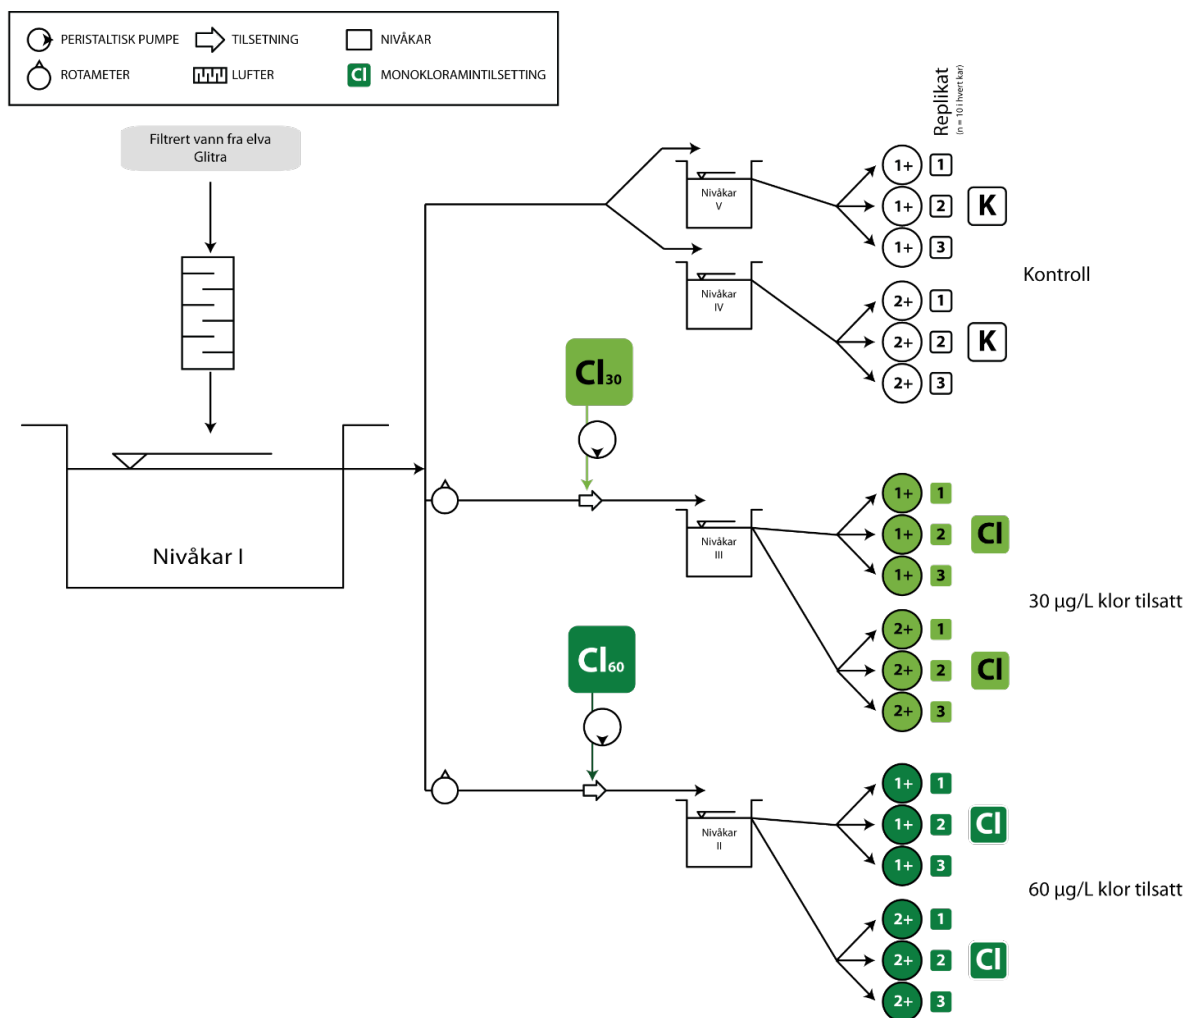 PERISTALTISK PUMPE
TILSETNING
NIVÅKAR
ROTAMETER
LUFTER
Cl
MONOKLORAMINTILSETTING
Filtrert vann fra elva
Glitra
Replikat
(n = 10 i hvert kar)
Nivåkar
V
1+ 1
1+ 2
K
1+ 3
Kontroll
Nivåkar
IV
2+ 1
2+ 2
K
2+ 3
Cl30
Nivåkar I
Nivåkar
III
1+ 1
1+ 2
Cl
1+ 3
30 µg/L klor tilsatt
2+ 1
2+ 2
Cl
2+ 3
Cl60
Nivåkar
II
1+ 1
1+ 2
Cl
1+ 3
60 µg/L klor tilsatt
2+ 1
2+ 2
Cl
2+ 3